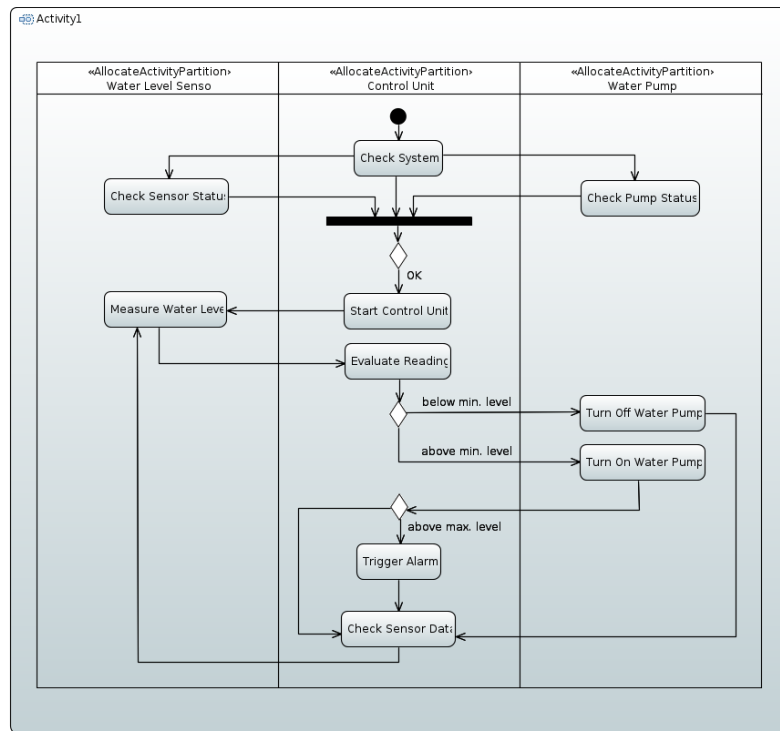 Activity1
«AllocateActivityPartition»
Water Level Senso
«AllocateActivityPartition»
Control Unit
«AllocateActivityPartition»
Water Pump
Check System
Check Sensor Statu
Check Pump Status
OK
Measure Water Leve
Start Control Unit
Evaluate Reading
below min. level
Turn Off Water Pump
above min. level
Turn On Water Pump
above max. level
Trigger Alarm
Check Sensor Data